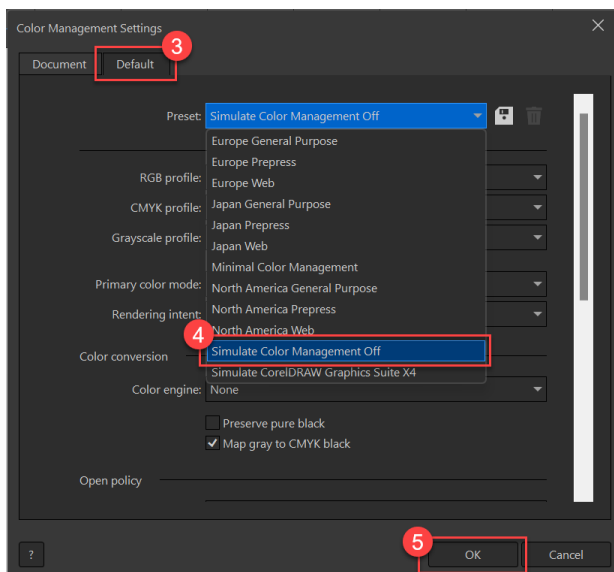 Color Management Settings
3
Document Default
Preset: Simulate Color Management Off
Europe General Purpose
Europe Prepress
RGB profile: Europe Web
CMYK profile: Japan General Purpose
Japan Prepress
Grayscale profile: Japan Web
Minimal Color Management
Primary color mode: North America General Purpose
Rendering intent: North America Prepress
4 North America Web
Color conversion Simulate Color Management Off
Simulate CorelDRAW Graphics Suite X4
Color engine: None
Preserve pure black
Map gray to CMYK black
Open policy
5
? OK Cancel